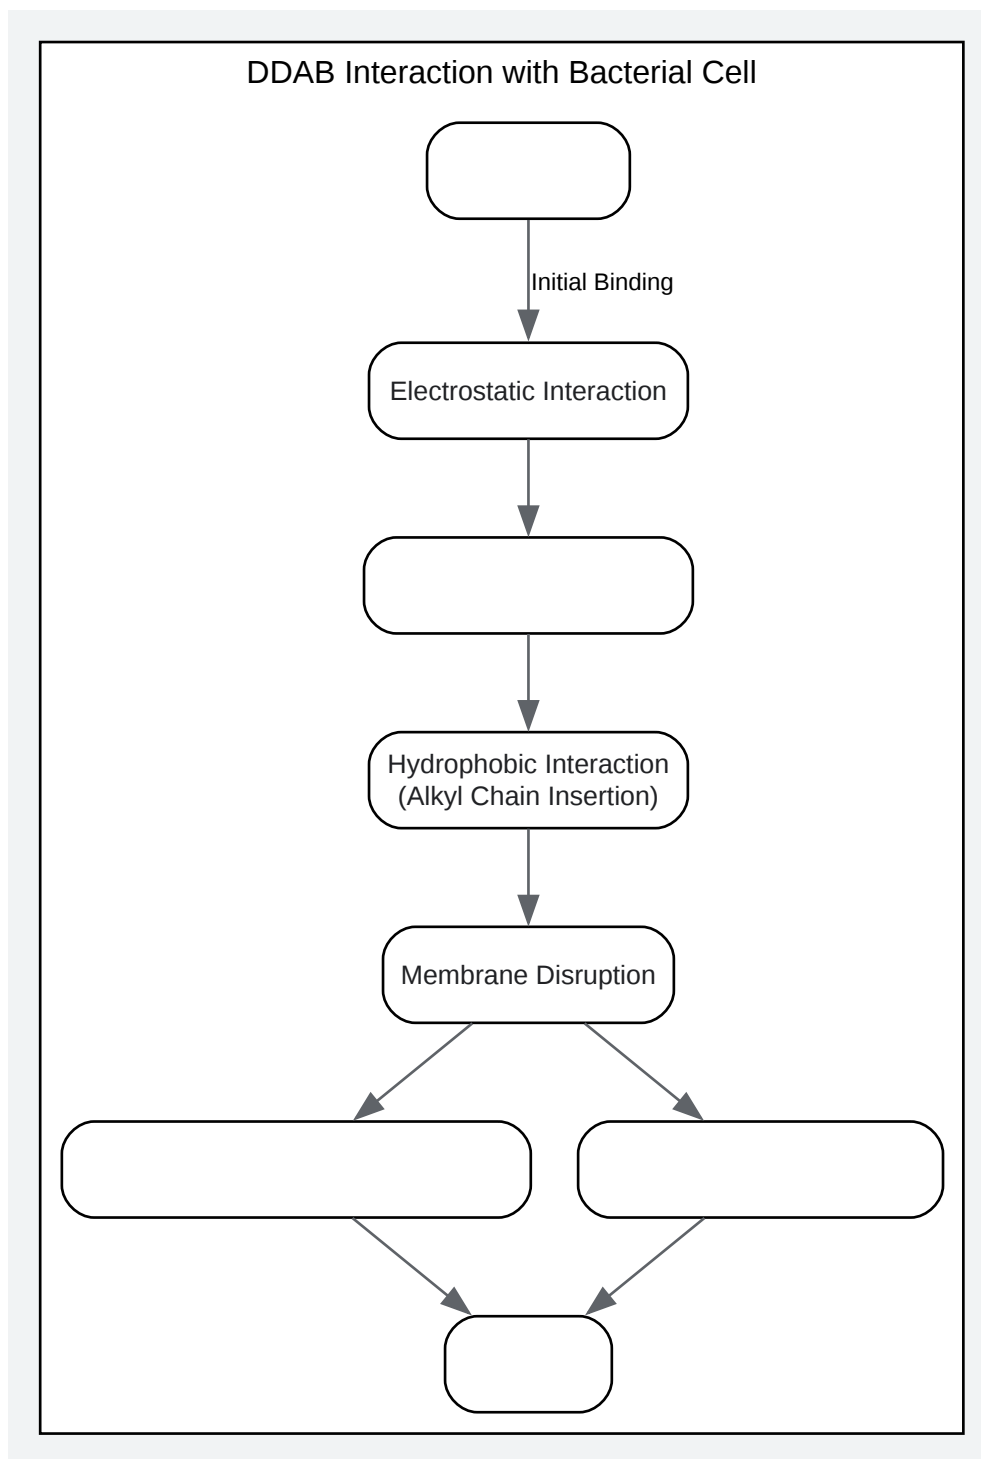 DDAB Interaction with Bacterial Cell
Initial Binding
Electrostatic Interaction
Hydrophobic Interaction
(Alkyl Chain Insertion)
Membrane Disruption